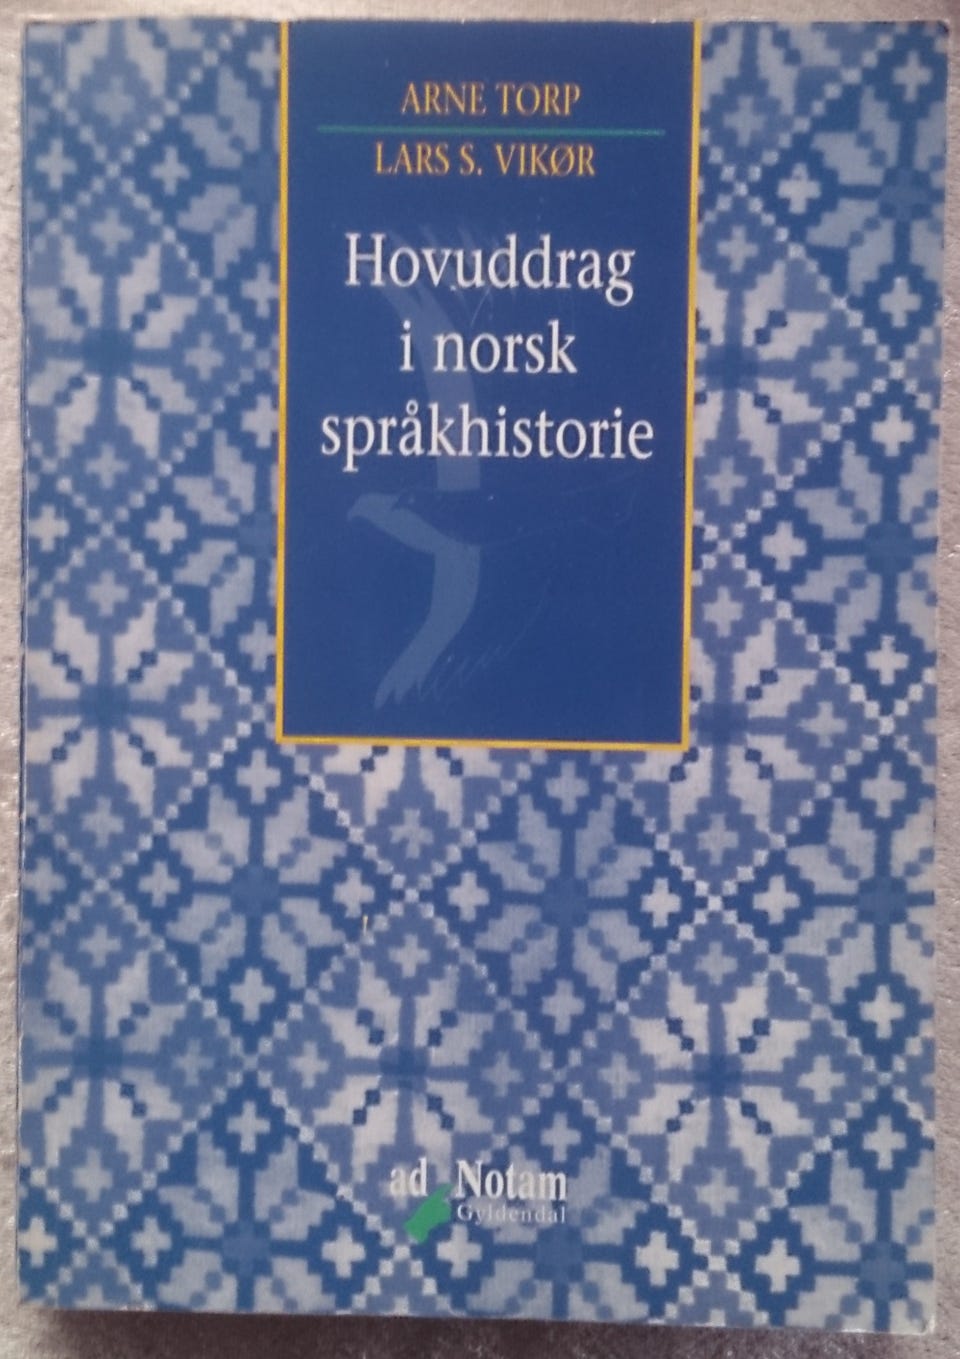 ARNE TORP
LARS S. VIKØR
Hovuddrag
i norsk
språkhistorie
ad Notam
Gyldendal